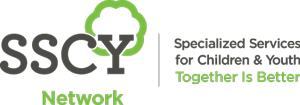 SSCY
Network
Specialized Services
for Children & Youth
Together Is Better